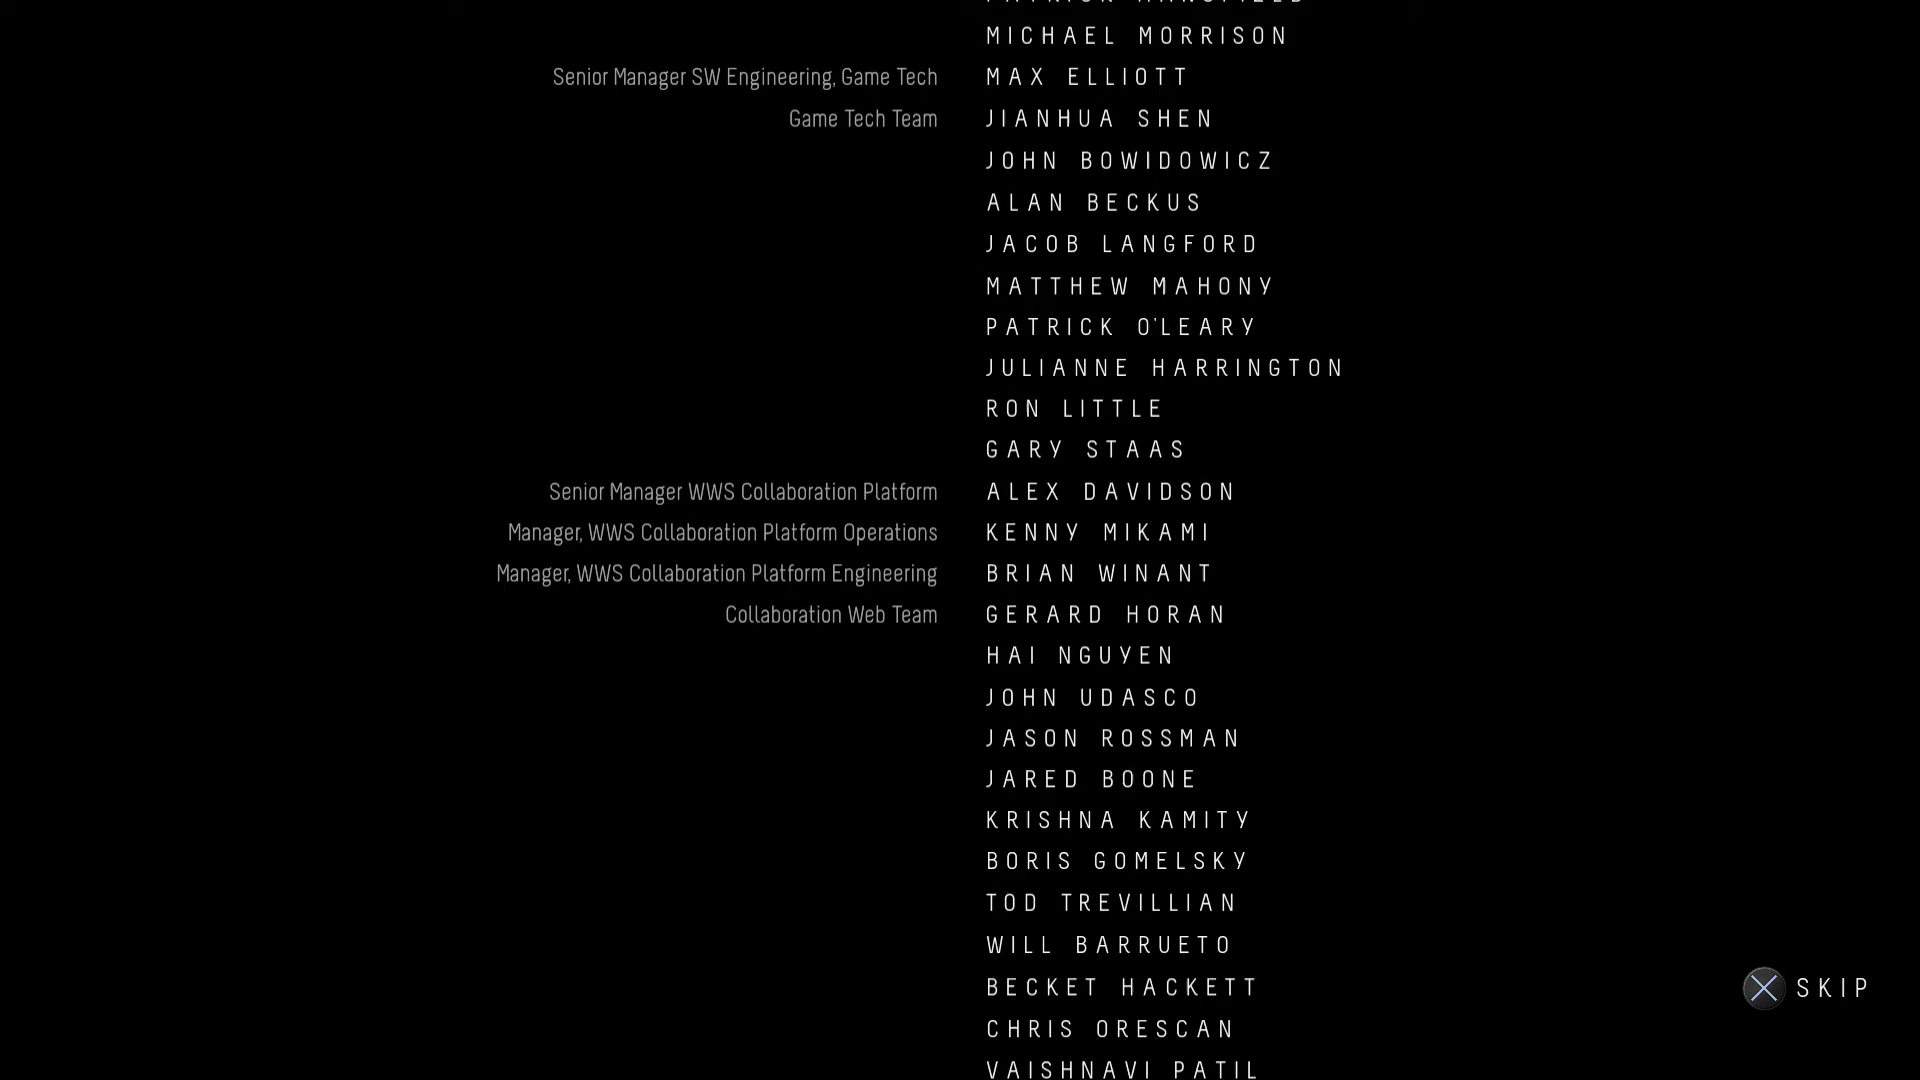 MICHAEL MORRISON
Senior Manager SW Engineering, Game Tech MAX ELLIOTT
Game Tech Team JIANHUA SHEN
JOHN BOWIDOWICZ
ALAN BECKUS
JACOB LANGFORD
MATTHEW MAHONY
PATRICK O'LEARY
JULIANNE HARRINGTON
RON LITTLE
GARY STAAS
Senior Manager WWS Collaboration Platform ALEX DAVIDSON
Manager, WWS Collaboration Platform Operations KENNY MIKAMI
Manager, WWS Collaboration Platform Engineering BRIAN WINANT
Collaboration Web Team GERARD HORAN
HAI NGUYEN
JOHN UDASCO
JASON ROSSMAN
JARED BOONE
KRISHNA KAMITY
BORIS GOMELSKY
TOD TREVILLIAN
WILL BARRUETO
BECKET HACKETT
SKIP
CHRIS ORESCAN
VAISHNAVI PATIL